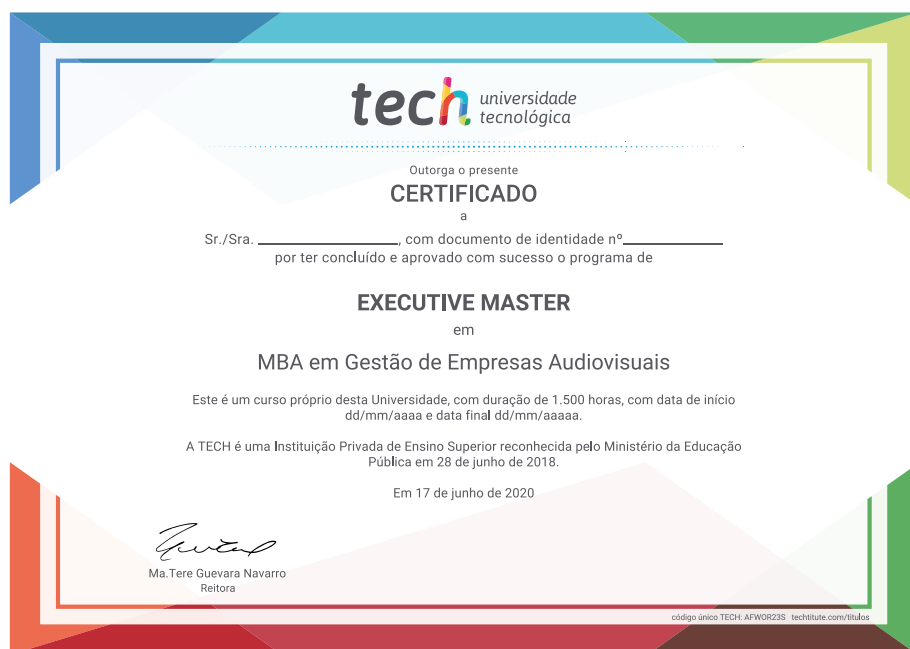 tech universidade
tecnológica
Outorga o presente
CERTIFICADO
a
Sr./Sra. ____________________, com documento de identidade nº______________
por ter concluído e aprovado com sucesso o programa de
EXECUTIVE MASTER
em
MBA em Gestão de Empresas Audiovisuais
Este é um curso próprio desta Universidade, com duração de 1.500 horas, com data de início
dd/mm/aaaa e data final dd/mm/aaaaa.
A TECH é uma Instituição Privada de Ensino Superior reconhecida pelo Ministério da Educação
Pública em 28 de junho de 2018.
Em 17 de junho de 2020
Ma.Tere Guevara Navarro
Reitora
código único TECH: AFWOR23S techtitute.com/titulos